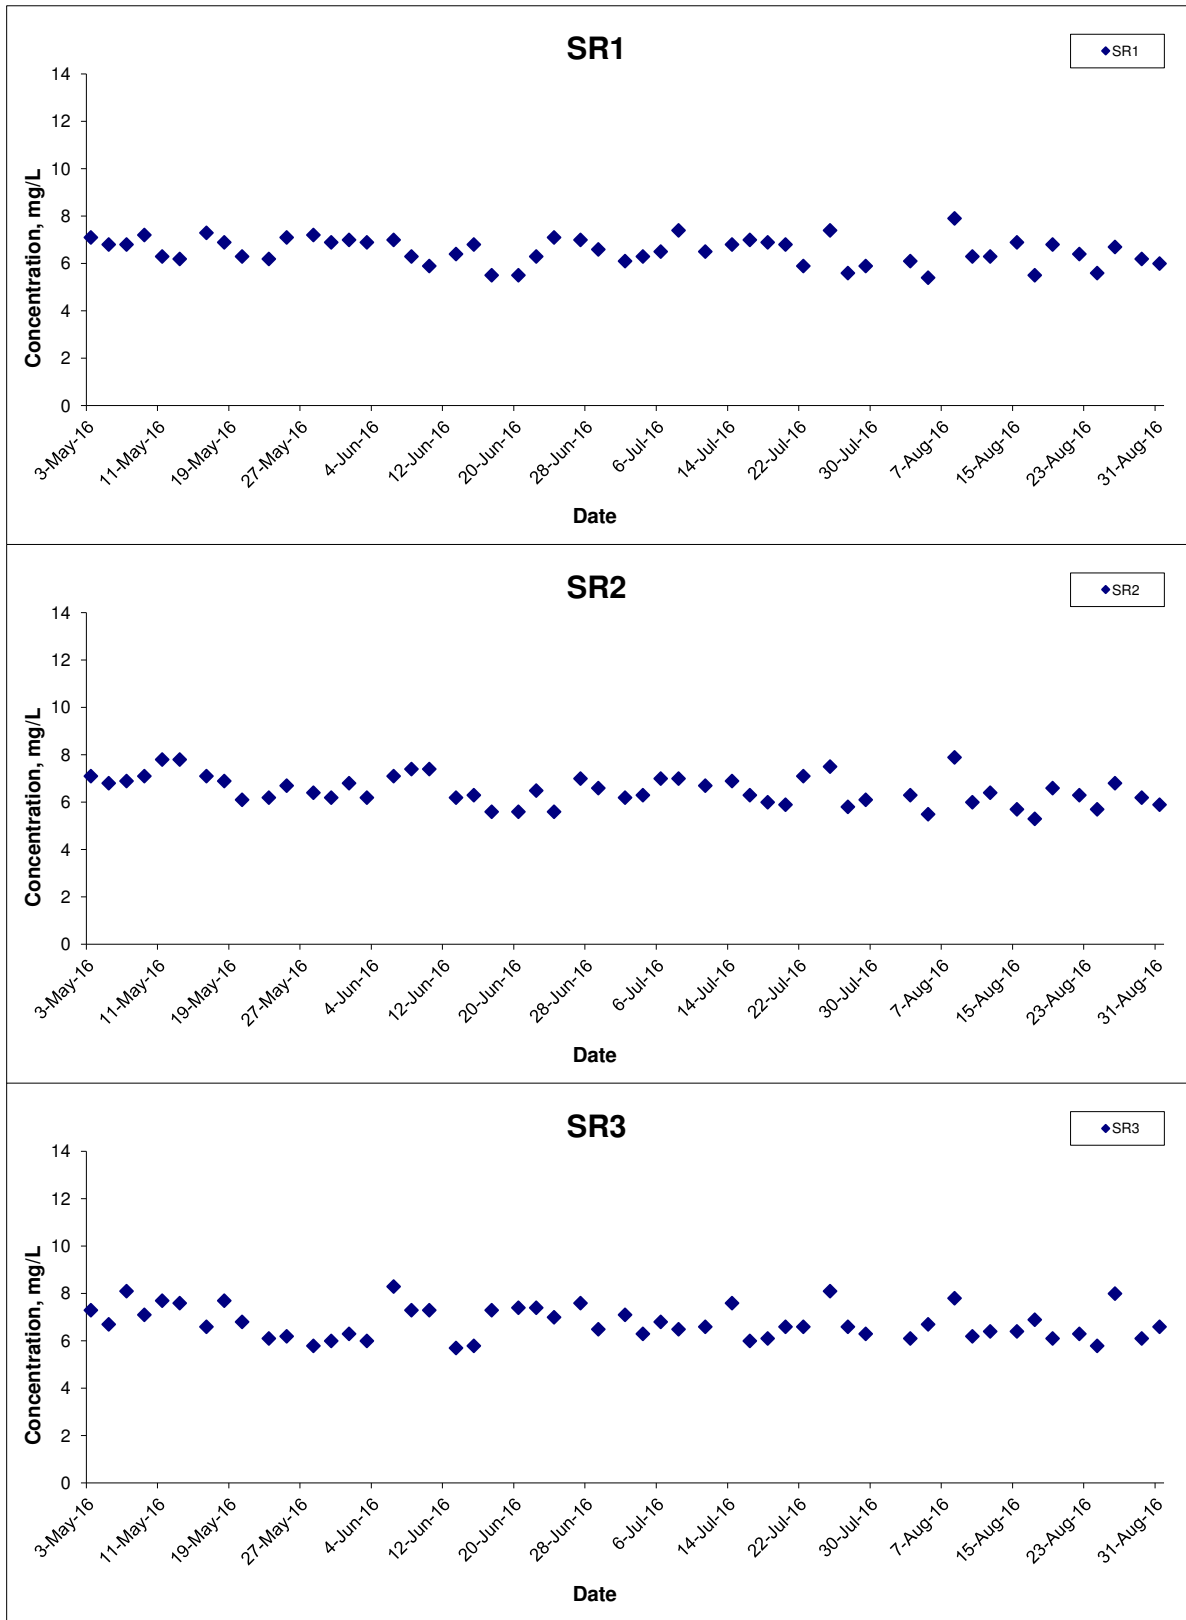 SR1
SR1
14
12
10
8
6
4
2
0
Concentration, mg/L
3-May-16
11-May-16
19-May-16
27-May-16
4-Jun-16
12-Jun-16
20-Jun-16
28-Jun-16
6-Jul-16
14-Jul-16
22-Jul-16
30-Jul-16
7-Aug-16
15-Aug-16
23-Aug-16
31-Aug-16
Date
SR2
SR2
14
12
10
8
6
4
2
0
Concentration, mg/L
3-May-16
11-May-16
19-May-16
27-May-16
4-Jun-16
12-Jun-16
20-Jun-16
28-Jun-16
6-Jul-16
14-Jul-16
22-Jul-16
30-Jul-16
7-Aug-16
15-Aug-16
23-Aug-16
31-Aug-16
Date
SR3
SR3
14
12
10
8
6
4
2
0
Concentration, mg/L
3-May-16
11-May-16
19-May-16
27-May-16
4-Jun-16
12-Jun-16
20-Jun-16
28-Jun-16
6-Jul-16
14-Jul-16
22-Jul-16
30-Jul-16
7-Aug-16
15-Aug-16
23-Aug-16
31-Aug-16
Date